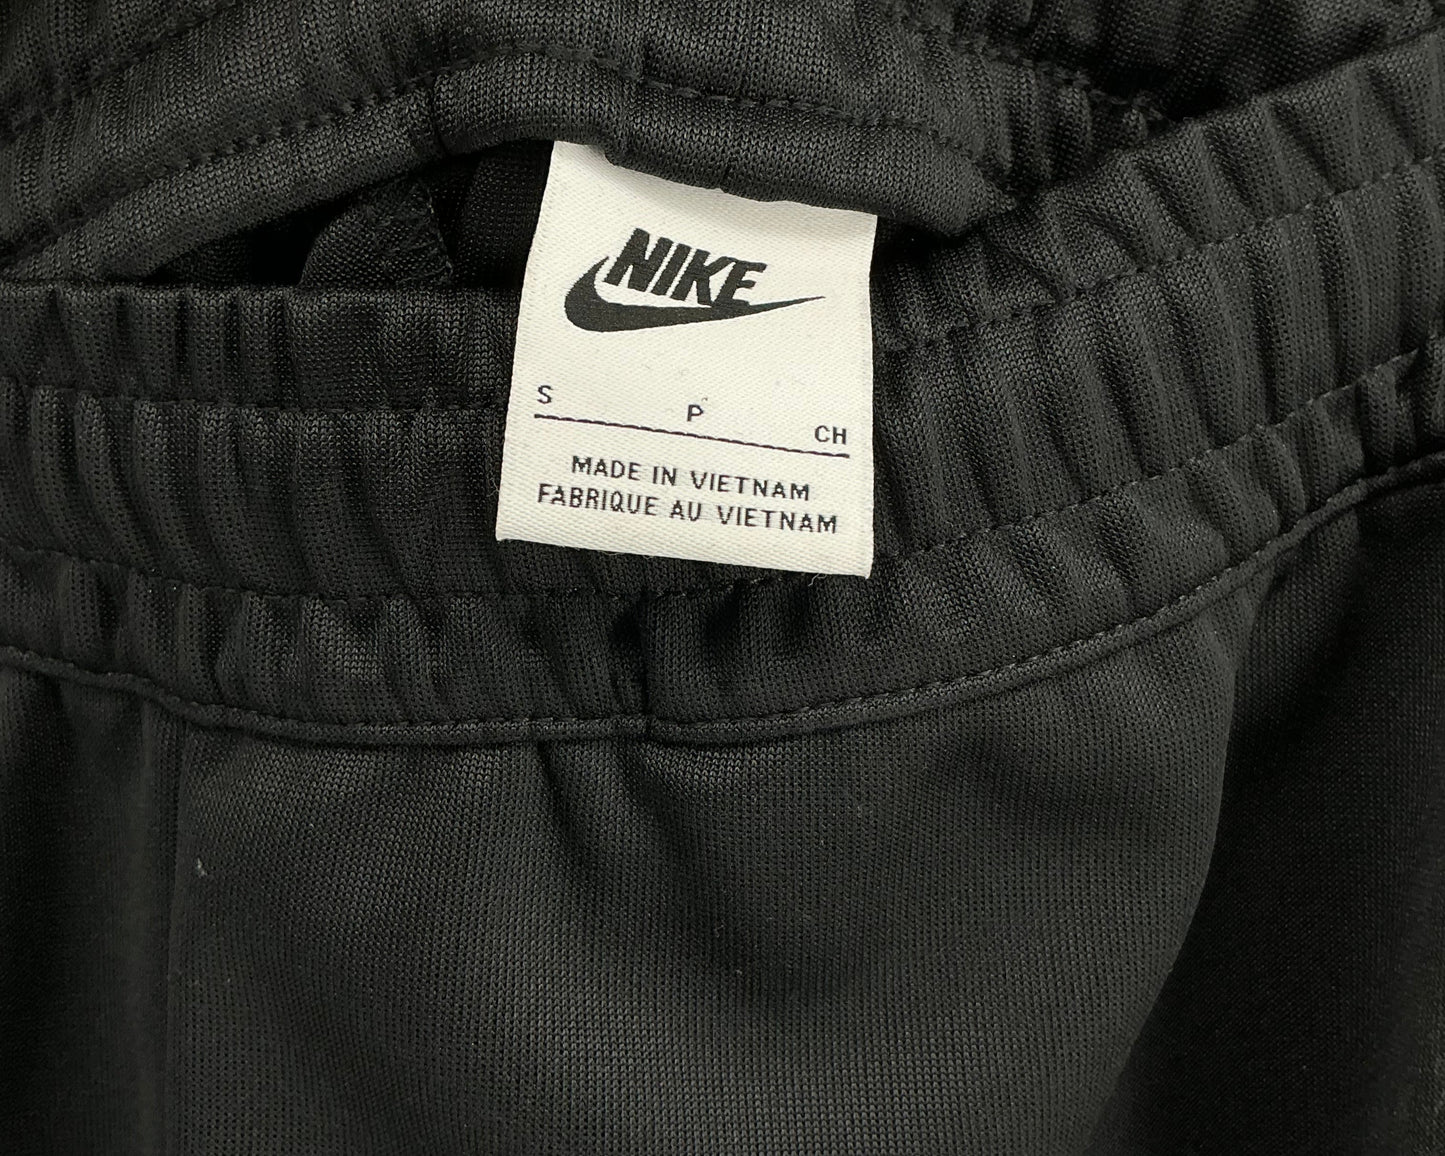 NIKE
S P CH
MADE IN VIETNAM
FABRIQUE AU VIETNAM